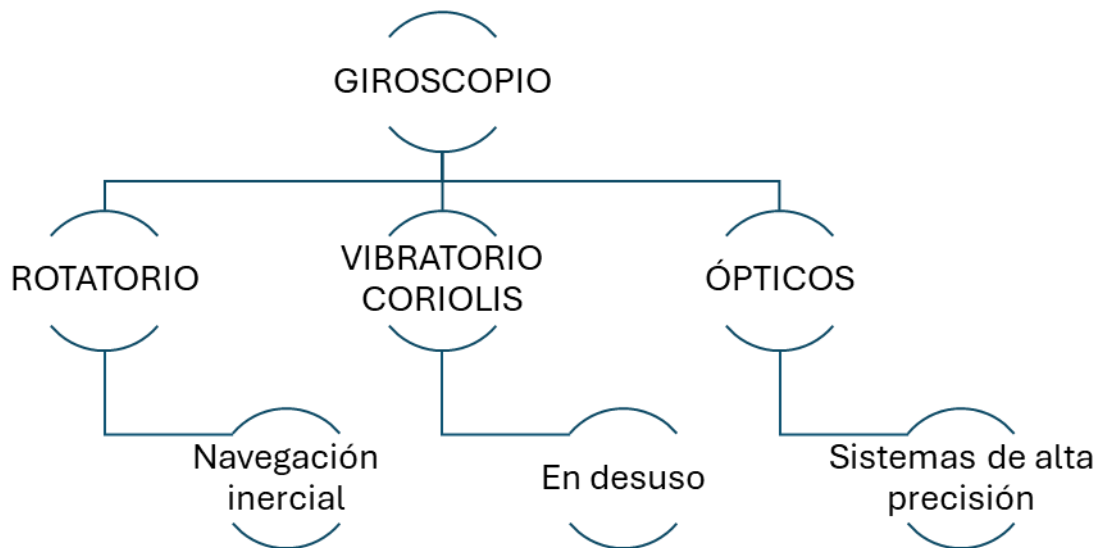 GIROSCOPIO
ROTATORIO
VIBRATORIO
CORIOLIS
ÓPTICOS
Navegación
inercial
En desuso
Sistemas de alta
precisión